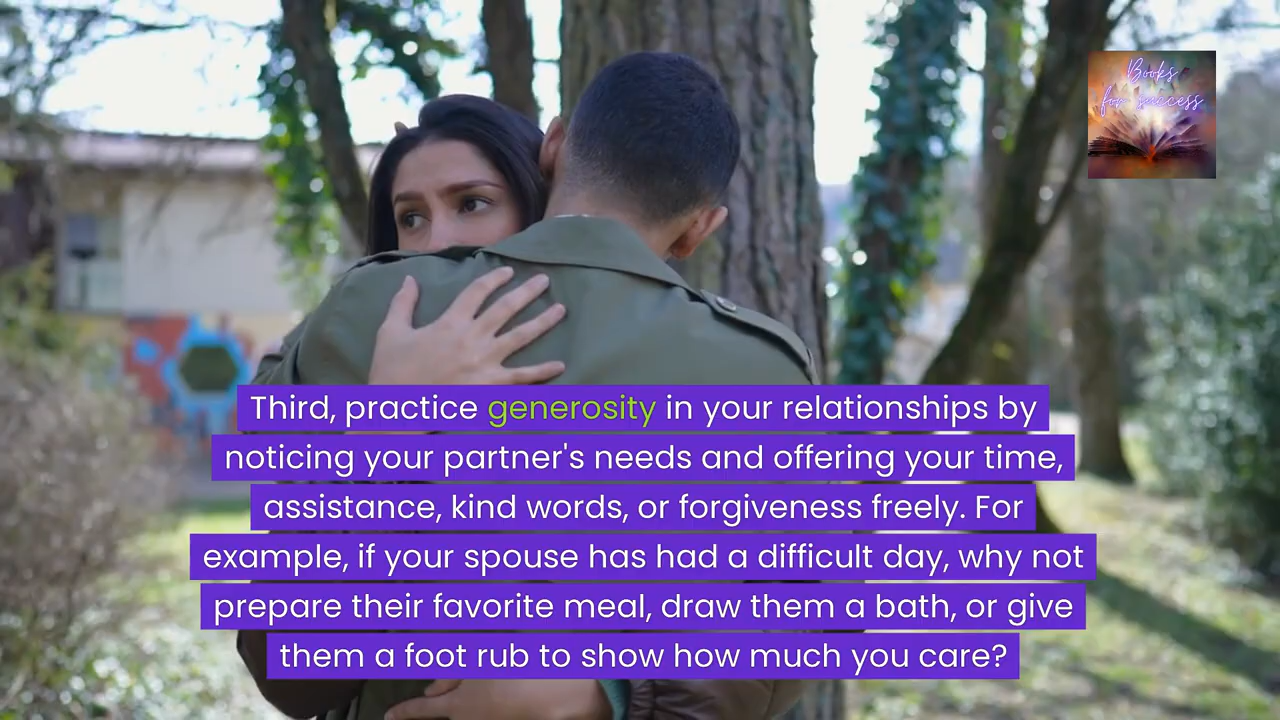 Books
for success
Third, practice generosity in your relationships by
noticing your partner's needs and offering your time,
assistance, kind words, or forgiveness freely. For
example, if your spouse has had a difficult day, why not
prepare their favorite meal, draw them a bath, or give
them a foot rub to show how much you care?